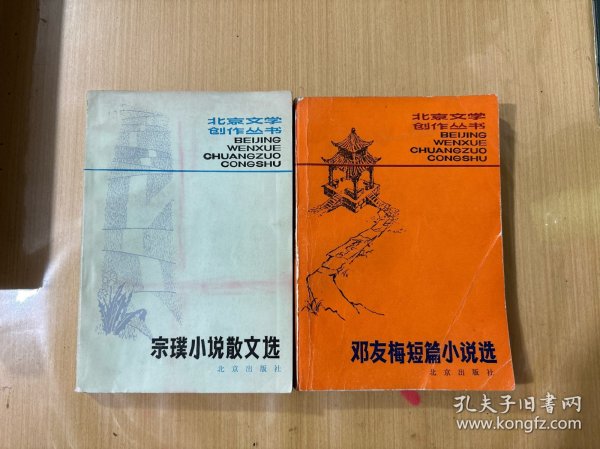 北京文学
创作丛书
BEIJING
WENXUE
CHUANGZUO
CONGSHU
宗璞小说散文选
北京出版社
北京文学
创作丛书
BEIJING
WENXUE
CHUANGZUO
CONGSHU
邓友梅短篇小说选
北京出版社
孔夫子旧书网
www.kongfz.com